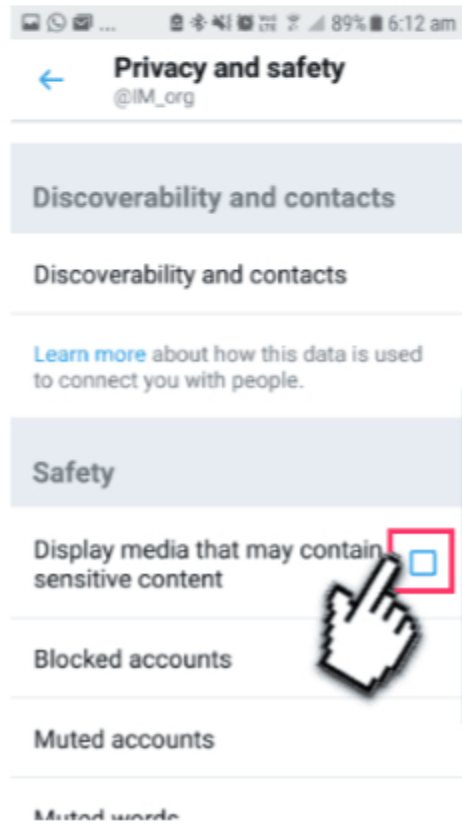 ... 89% 6:12 am
Privacy and safety
@IM_org
Discoverability and contacts
Discoverability and contacts
Learn more about how this data is used
to connect you with people.
Safety
Display media that may contain
sensitive content
Blocked accounts
Muted accounts
Muted words